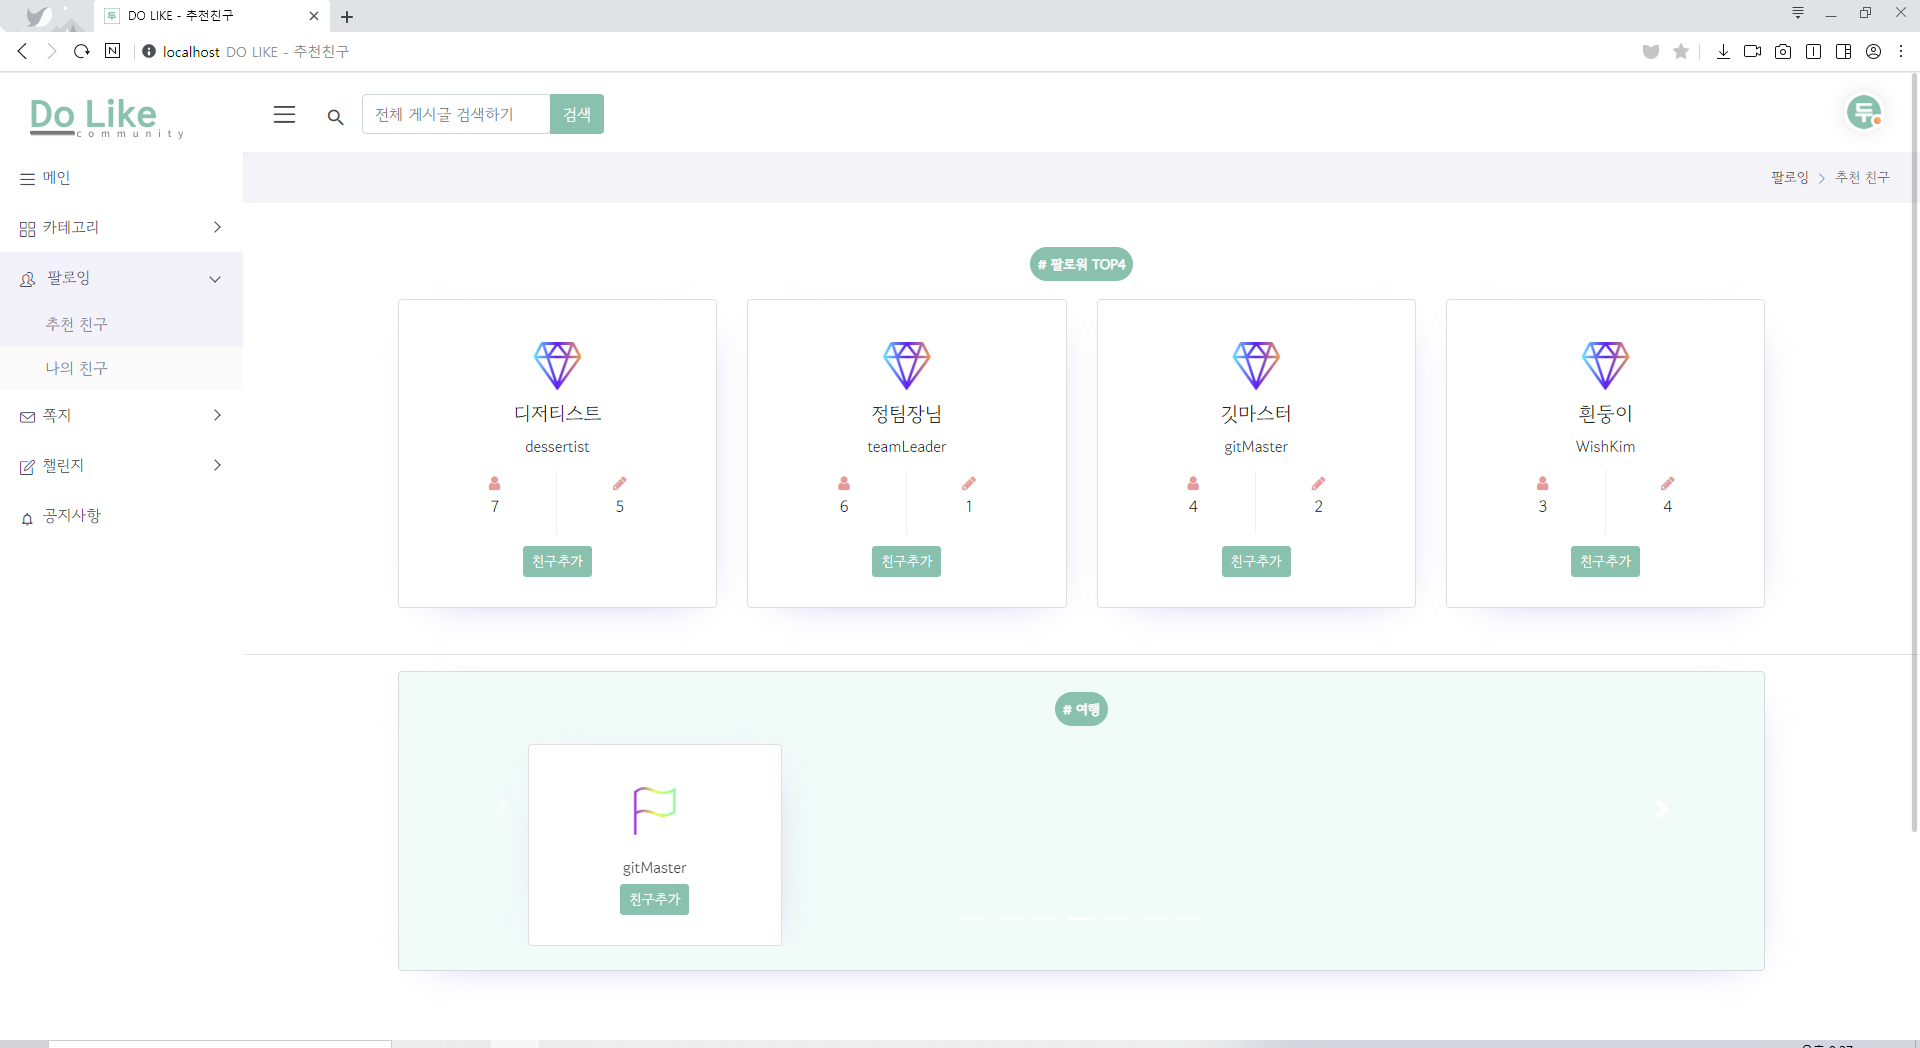 DO LIKE - 추천친구
localhost DO LIKE - 추천친구
Do Like
community
전체 게시글 검색하기
검색
두
메인
카테고리
팔로잉
추천 친구
나의 친구
쪽지
챌린지
공지사항
팔로잉 > 추천 친구
# 팔로워 TOP4
디저티스트
dessertist
7 5
친구추가
정팀장님
teamLeader
6 1
친구추가
깃마스터
gitMaster
4 2
친구추가
흰둥이
WishKim
3 4
친구추가
# 여행
gitMaster
친구추가